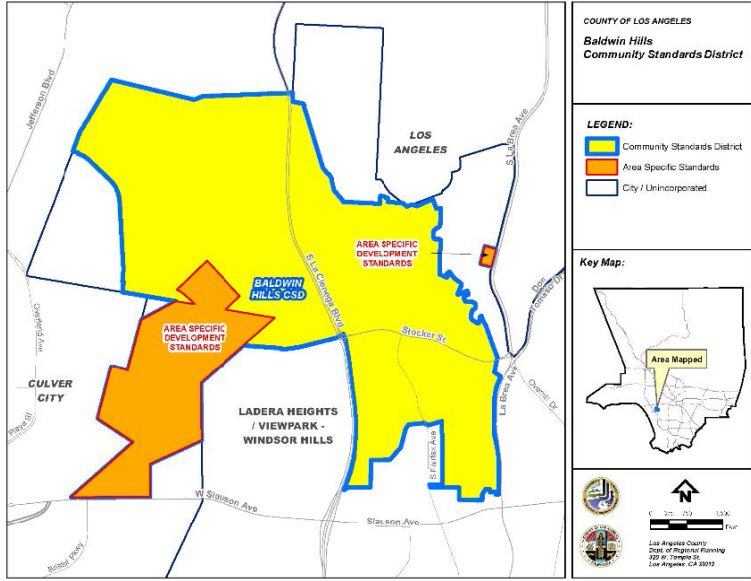 COUNTY OF LOS ANGELES
Baldwin Hills
Community Standards District
LEGEND:
Community Standards District
Area Specific Standards
City / Unincorporated
Key Map:
Area Mapped
N
Los Angeles County
Dept. of Regional Planning
320 W. Temple St.
Los Angeles, CA 90012
Jefferson Blvd
LOS
ANGELES
S La Brea Ave
AREA SPECIFIC
DEVELOPMENT
STANDARDS
S La Cienega Blvd
BALDWIN
HILLS CSD
Don
Tomaso Dr
Overland Ave
AREA SPECIFIC
DEVELOPMENT
STANDARDS
Stocker St
CULVER
CITY
Playa St
LADERA HEIGHTS
/ VIEWPARK -
WINDSOR HILLS
La Brea Ave
Overhill Dr
S Fairfax Ave
W Slauson Ave
Slauson Ave
Bristol Pkwy